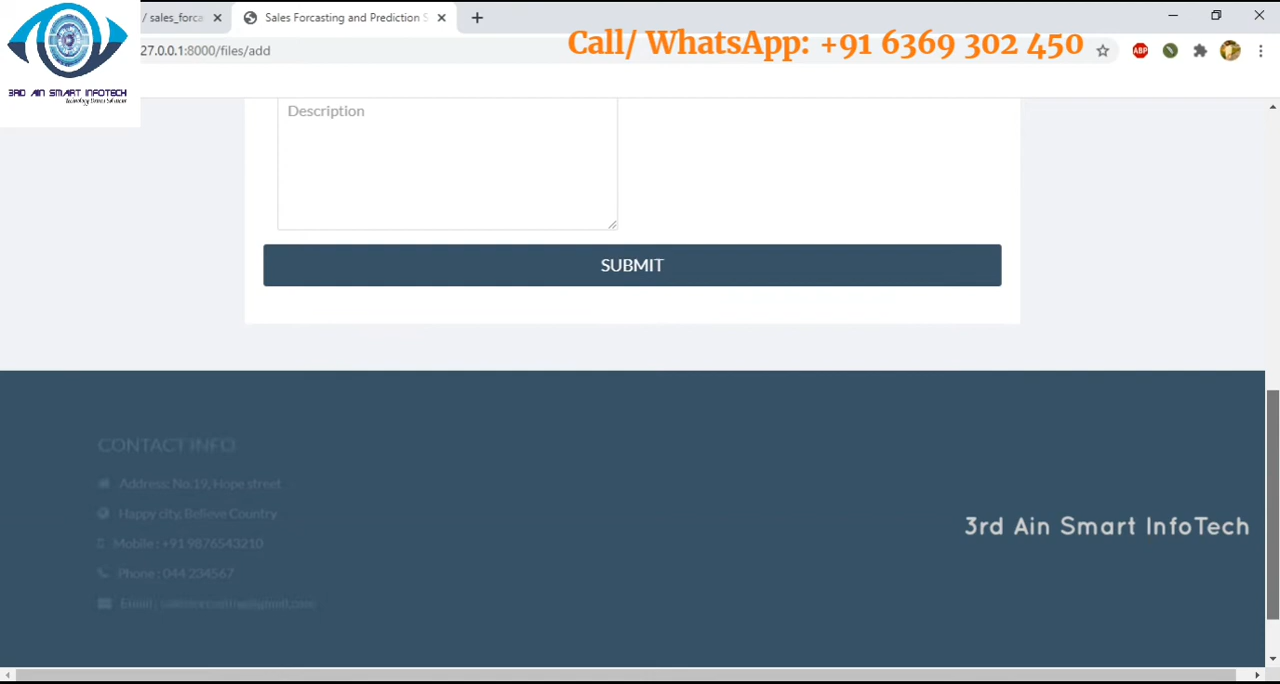 / sales_forca
Sales Forcasting and Prediction S
27.0.0.1:8000/files/add
Call/ WhatsApp: +91 6369 302 450
ABP
3RD AIN SMART INFOTECH
Description
SUBMIT
CONTACT INFO
Address: No.19, Hope street
Happy city, Believe Country
Mobile : +91 9876543210
Phone : 044 234567
Email :
3rd Ain Smart InfoTech